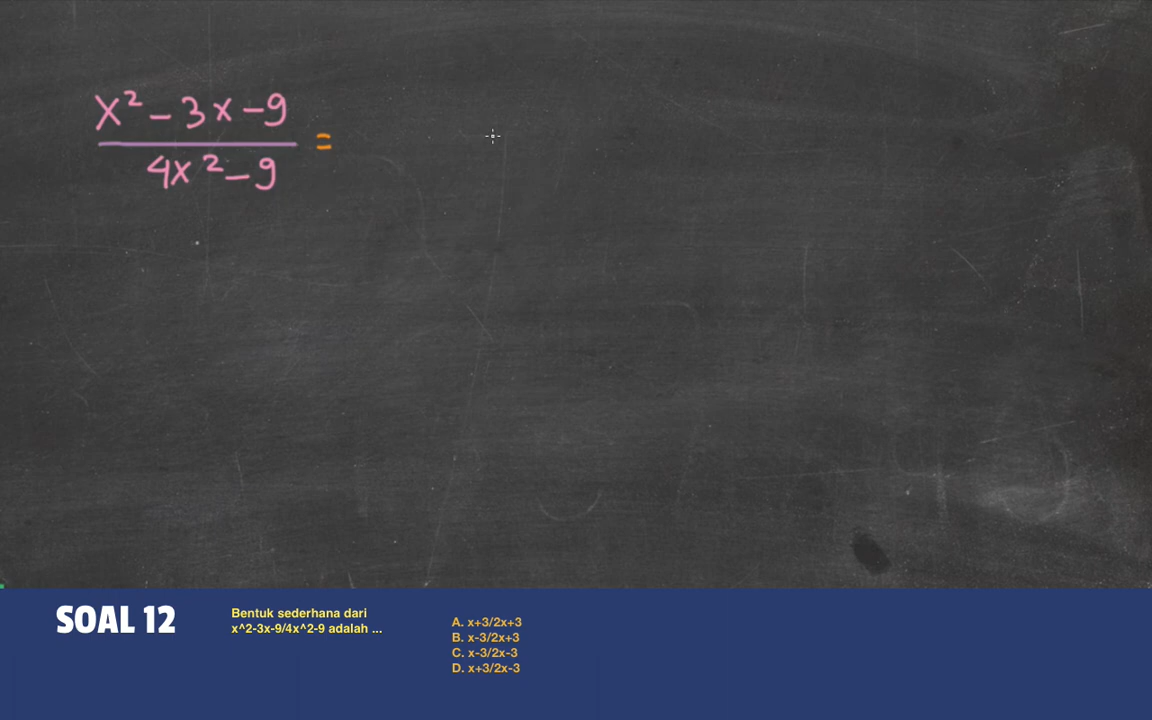 x² - 3x - 9
4x² - 9
=
SOAL 12
Bentuk sederhana dari
x^2-3x-9/4x^2-9 adalah ...
A. x+3/2x+3
B. x-3/2x+3
C. x-3/2x-3
D. x+3/2x-3